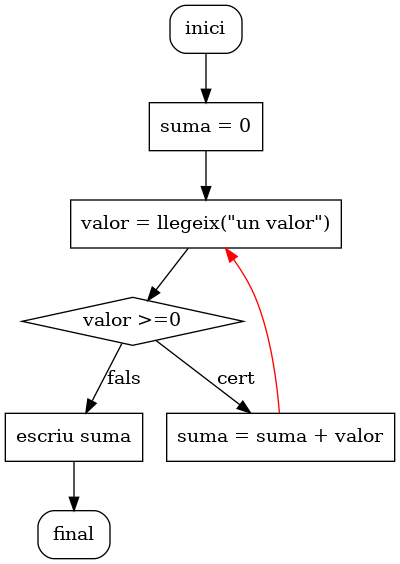 inici
suma = 0
valor = llegeix("un valor")
valor >=0
fals
cert
escriu suma
suma = suma + valor
final